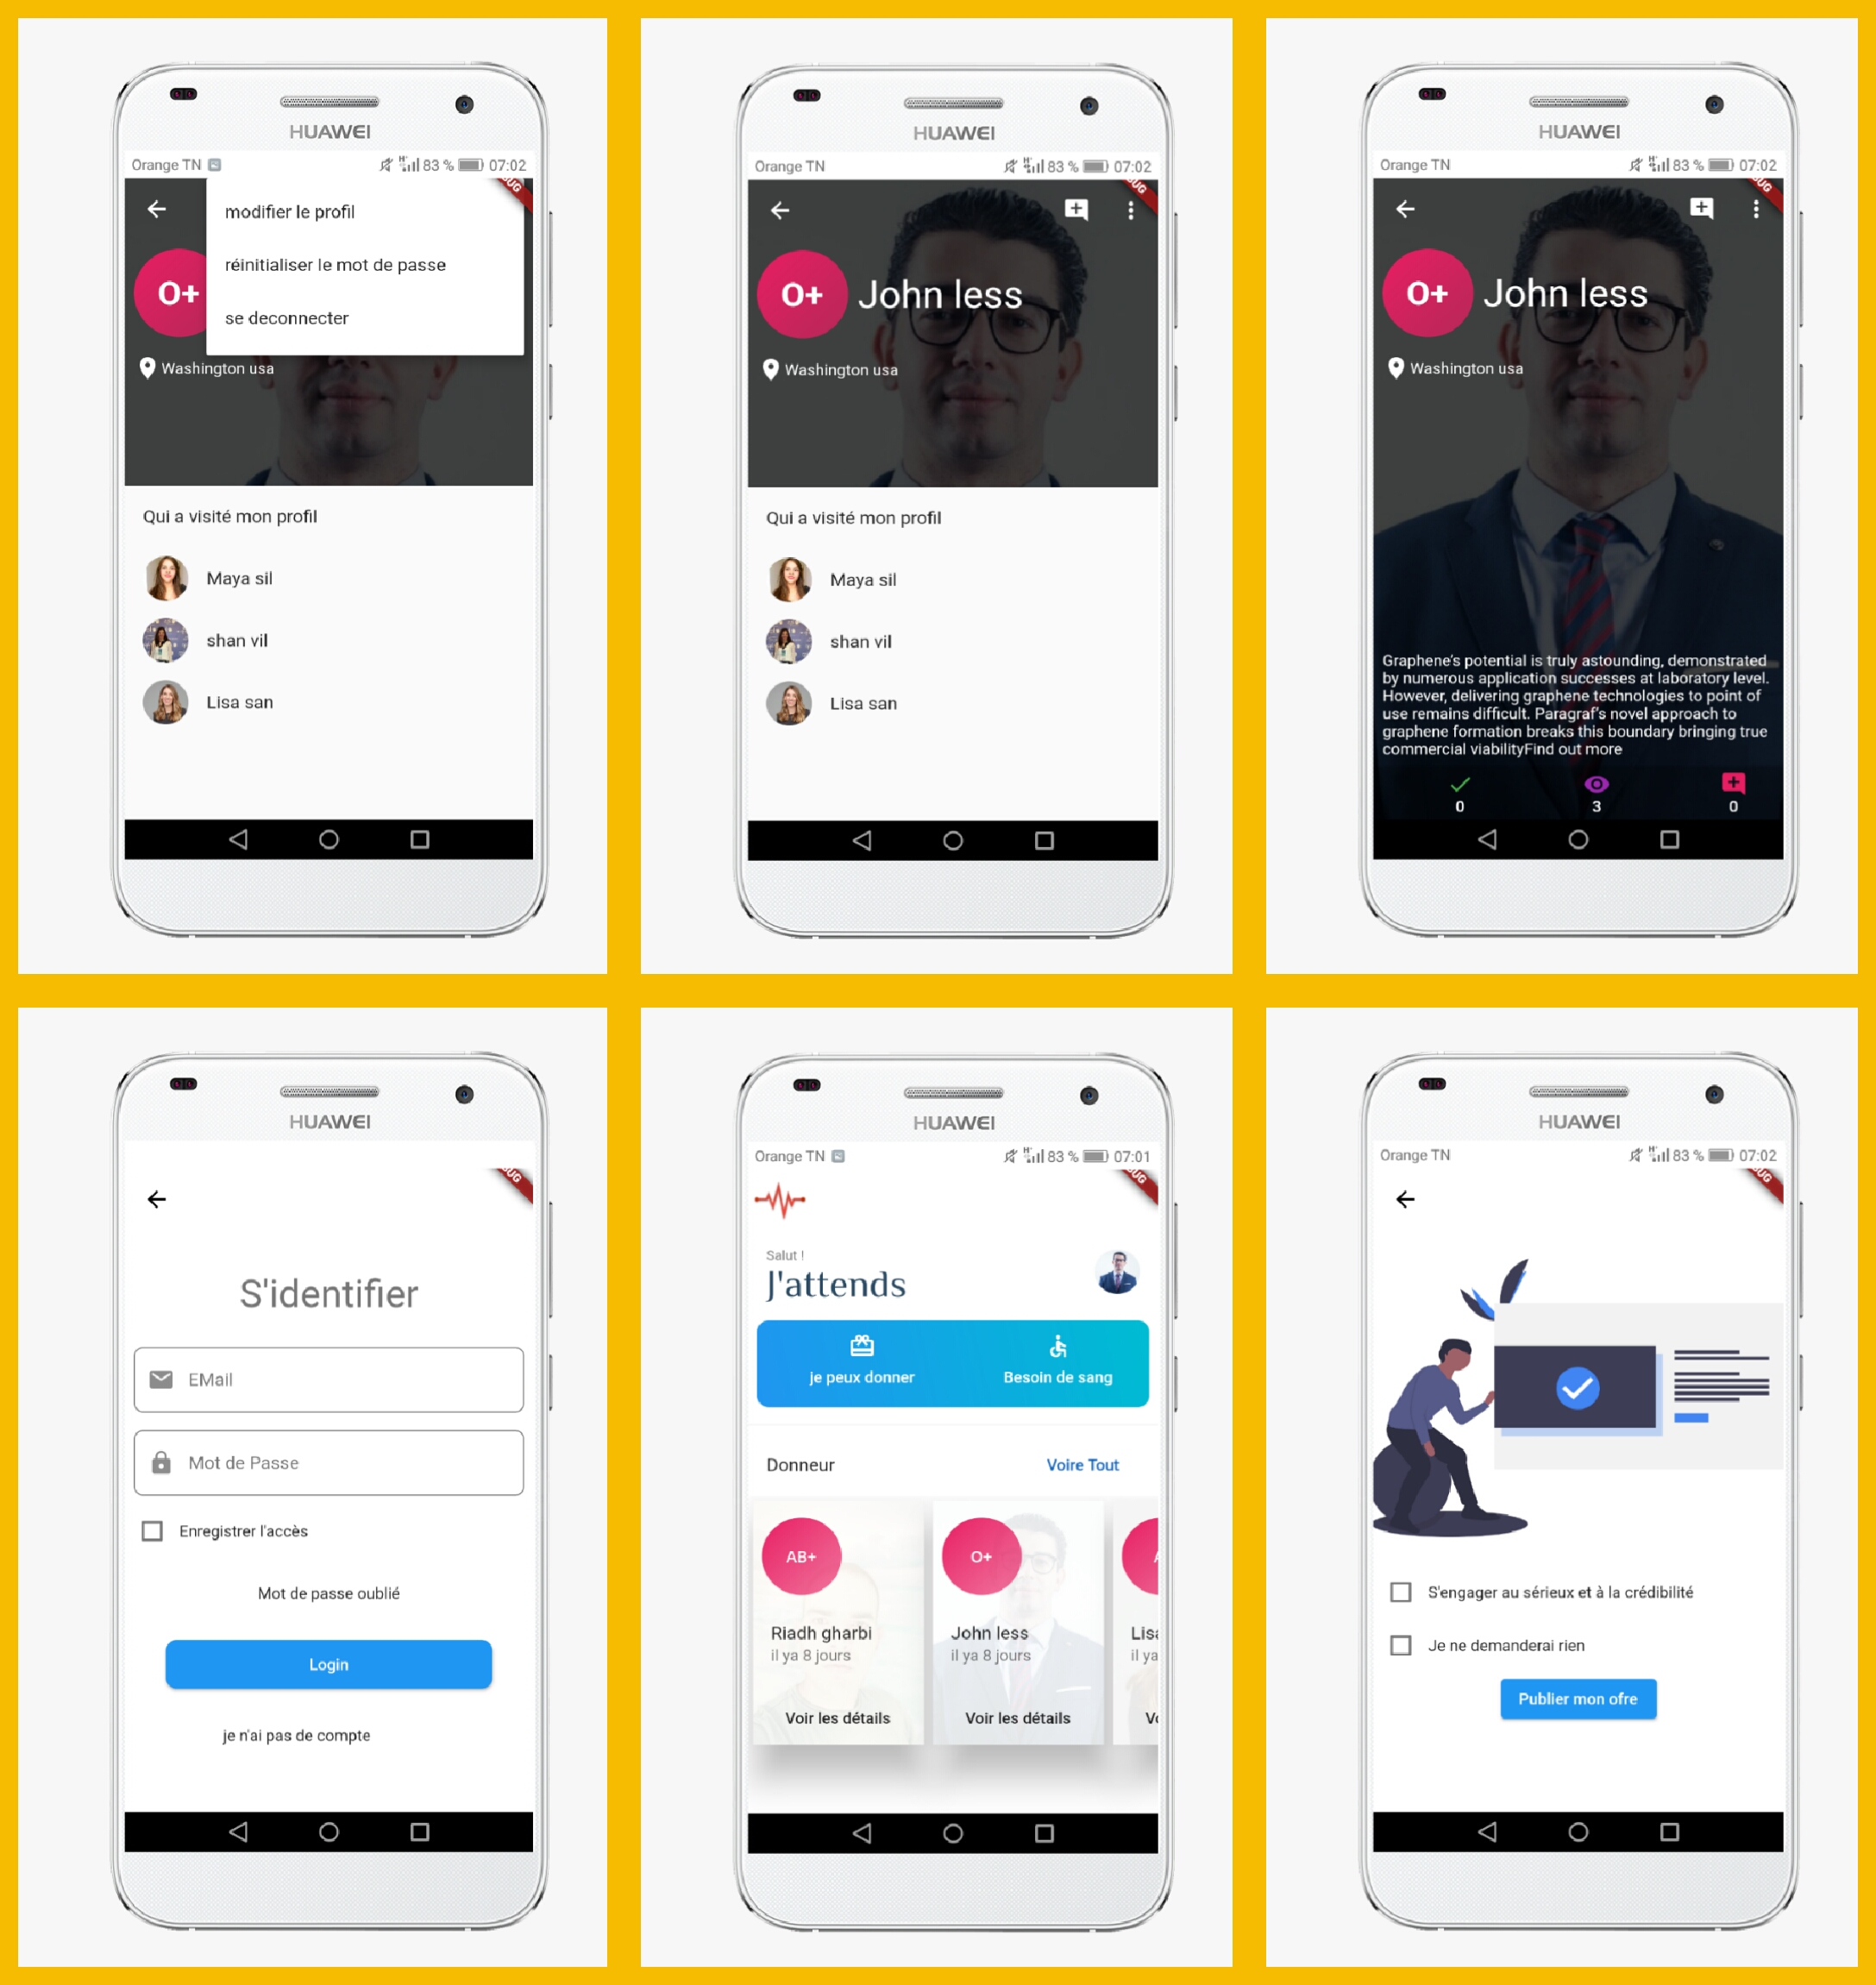 HUAWEI
Orange TN 83 % 07:02
modifier le profil
réinitialiser le mot de passe
se deconnecter
O+
Washington usa
Qui a visité mon profil
Maya sil
shan vil
Lisa san
HUAWEI
Orange TN 83 % 07:02
O+ John less
Washington usa
Qui a visité mon profil
Maya sil
shan vil
Lisa san
HUAWEI
Orange TN 83 % 07:02
O+ John less
Washington usa
Graphene's potential is truly astounding, demonstrated
by numerous application successes at laboratory level.
However, delivering graphene technologies to point of
use remains difficult. Paragraf's novel approach to
graphene formation breaks this boundary bringing true
commercial viabilityFind out more
0 3 0
HUAWEI
S'identifier
EMail
Mot de Passe
Enregistrer l'accès
Mot de passe oublié
Login
je n'ai pas de compte
HUAWEI
Orange TN 83 % 07:01
Salut !
J'attends
je peux donner Besoin de sang
Donneur Voire Tout
AB+ O+
Riadh gharbi John less
il ya 8 jours il ya 8 jours il ya
Voir les détails Voir les détails
HUAWEI
Orange TN 83 % 07:02
S'engager au sérieux et à la crédibilité
Je ne demanderai rien
Publier mon ofre